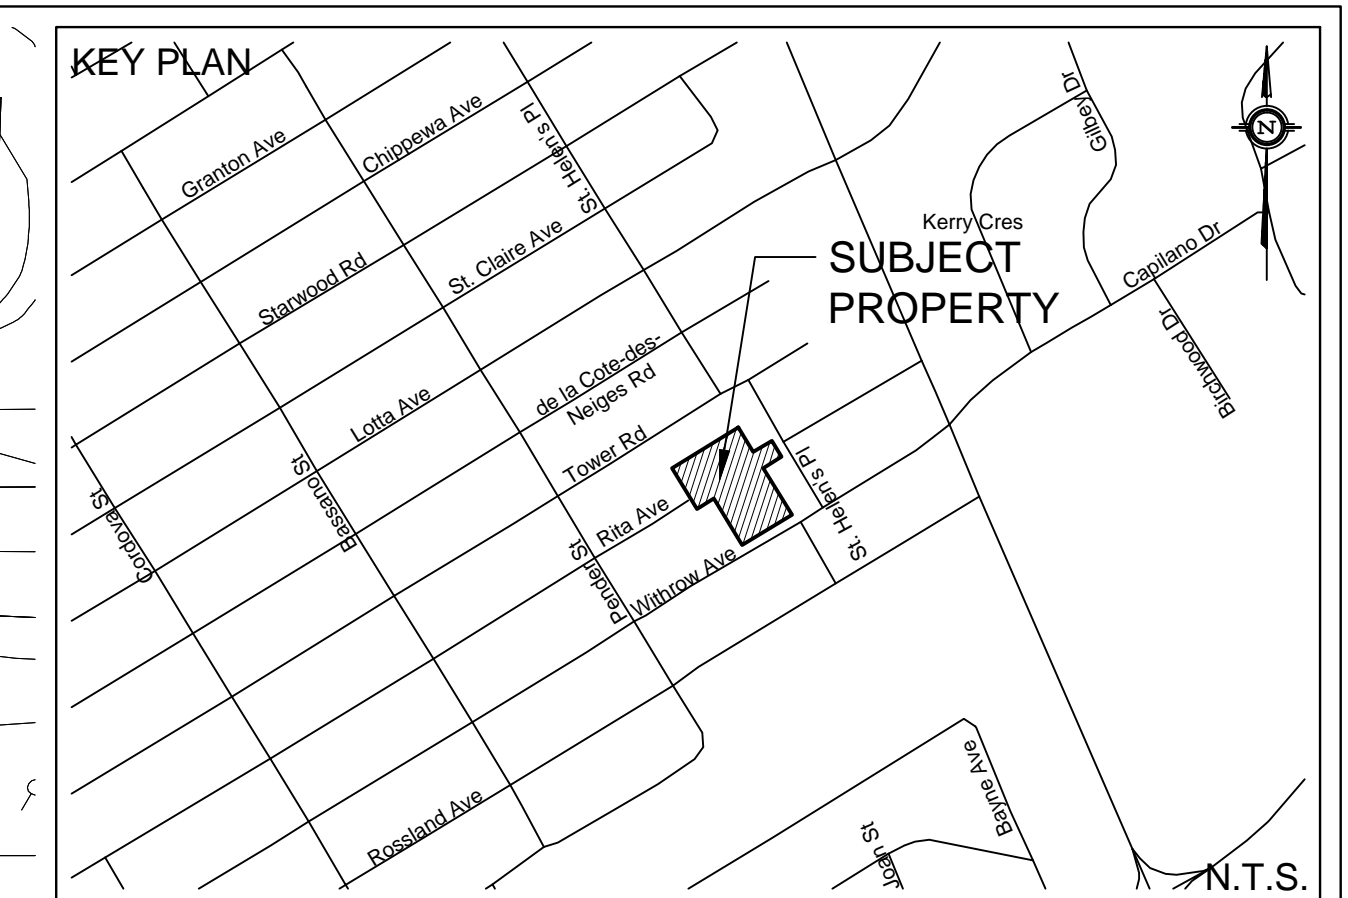 KEY PLAN
Granton Ave
Chippewa Ave
St. Helen's Pl
Gilbey Dr
N
Kerry Cres
SUBJECT
PROPERTY
Capilano Dr
Starwood Rd
St. Claire Ave
Birchwood Dr
de la Cote-des-
Neiges Rd
Lotta Ave
Tower Rd
Cordova St
Bassano St
Rita Ave
St. Helen's Pl
Pender St
Withrow Ave
Rossland Ave
Bayne Ave
Joan St
N.T.S.